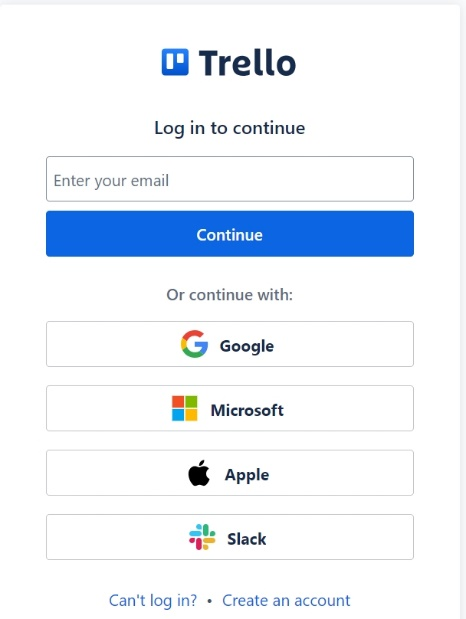 Trello
Log in to continue
Enter your email
Continue
Or continue with:
Google
Microsoft
Apple
Slack
Can't log in? • Create an account